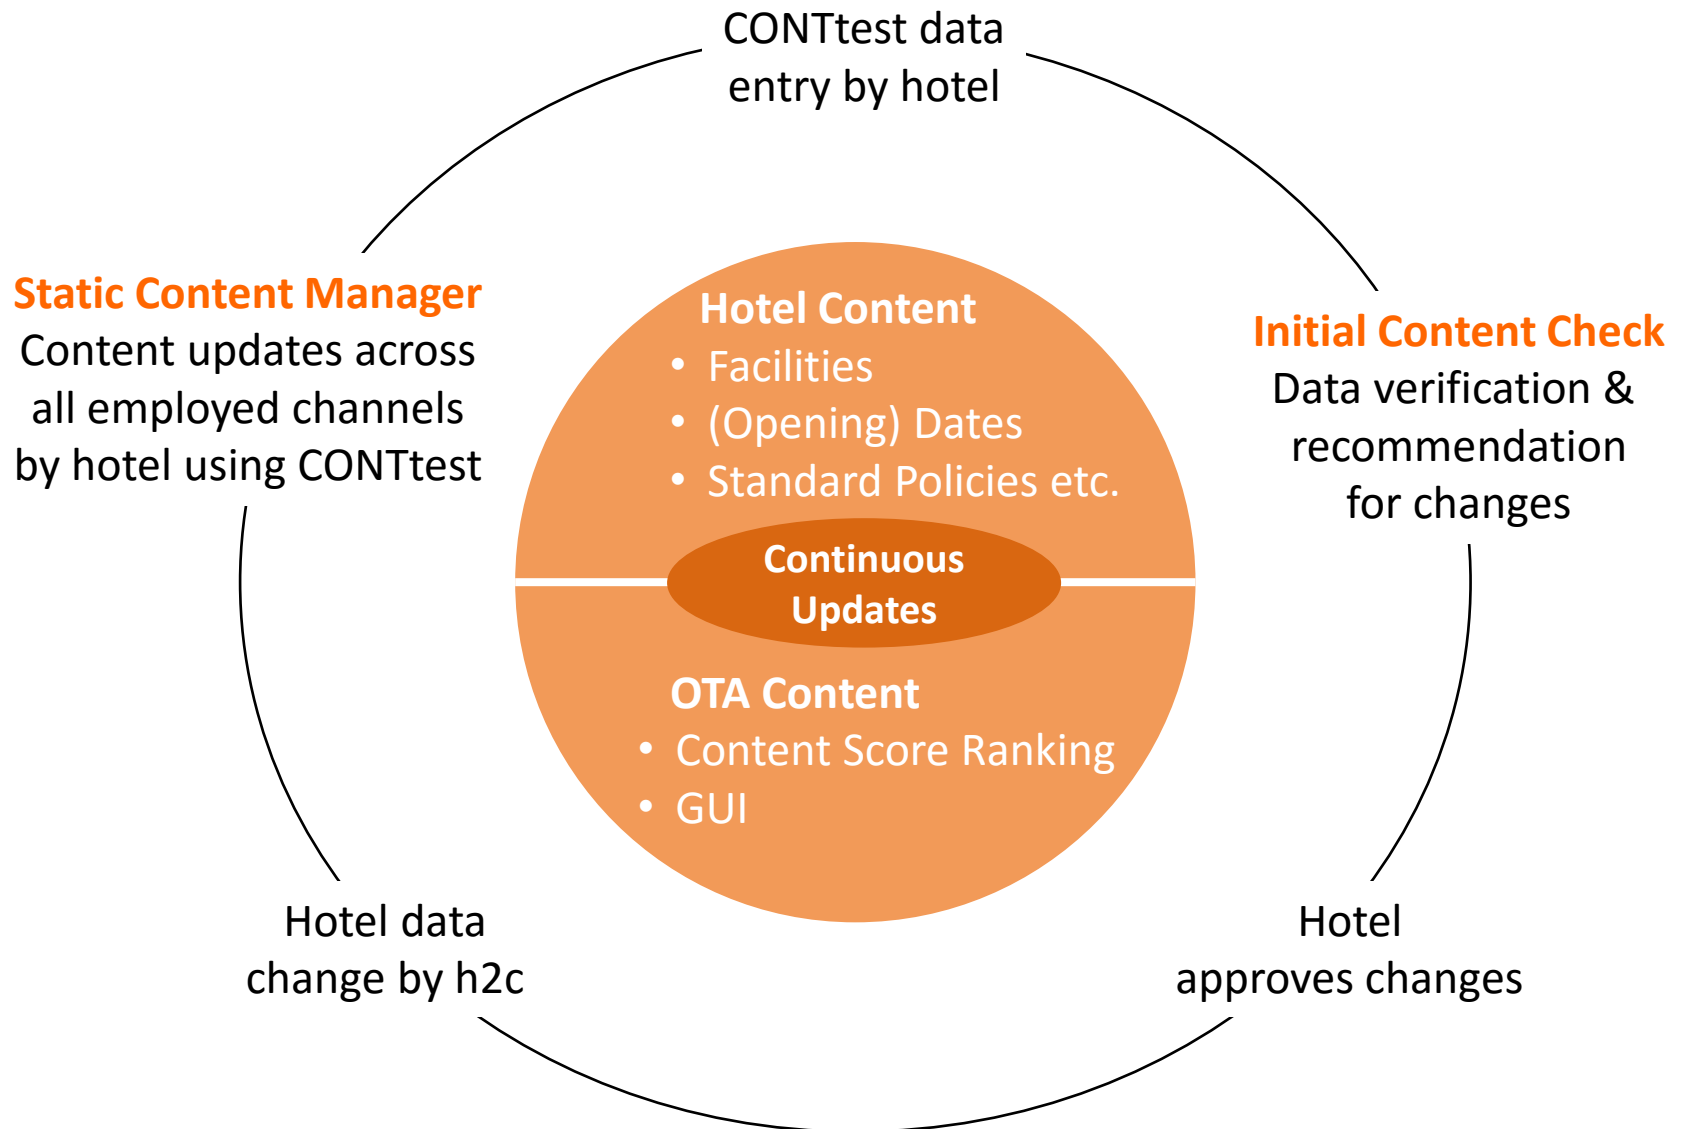 CONTtest data
entry by hotel
Static Content Manager
Content updates across
all employed channels
by hotel using CONTtest
Hotel Content
• Facilities
• (Opening) Dates
• Standard Policies etc.
Initial Content Check
Data verification &
recommendation
for changes
Continuous
Updates
OTA Content
• Content Score Ranking
• GUI
Hotel data
change by h2c
Hotel
approves changes